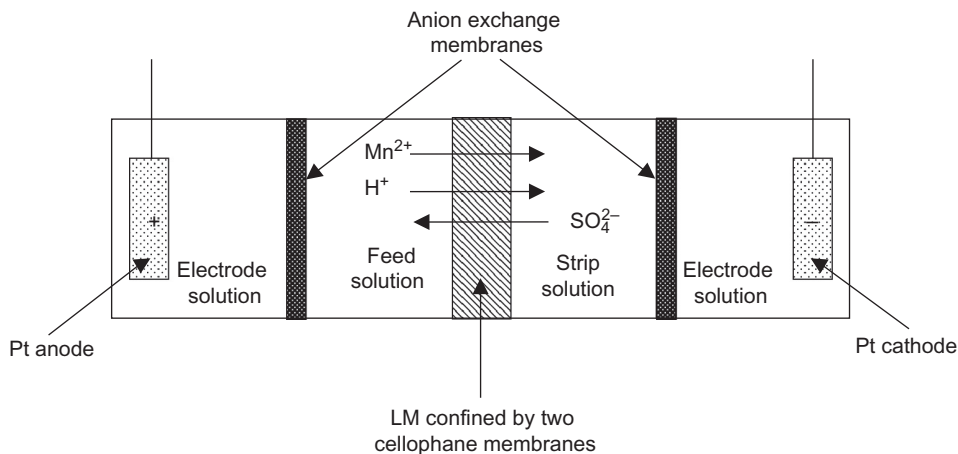 Anion exchange
membranes
Mn²⁺
H⁺
SO₄²⁻
+
–
Feed
solution
Strip
solution
Electrode
solution
Electrode
solution
Pt anode
Pt cathode
LM confined by two
cellophane membranes